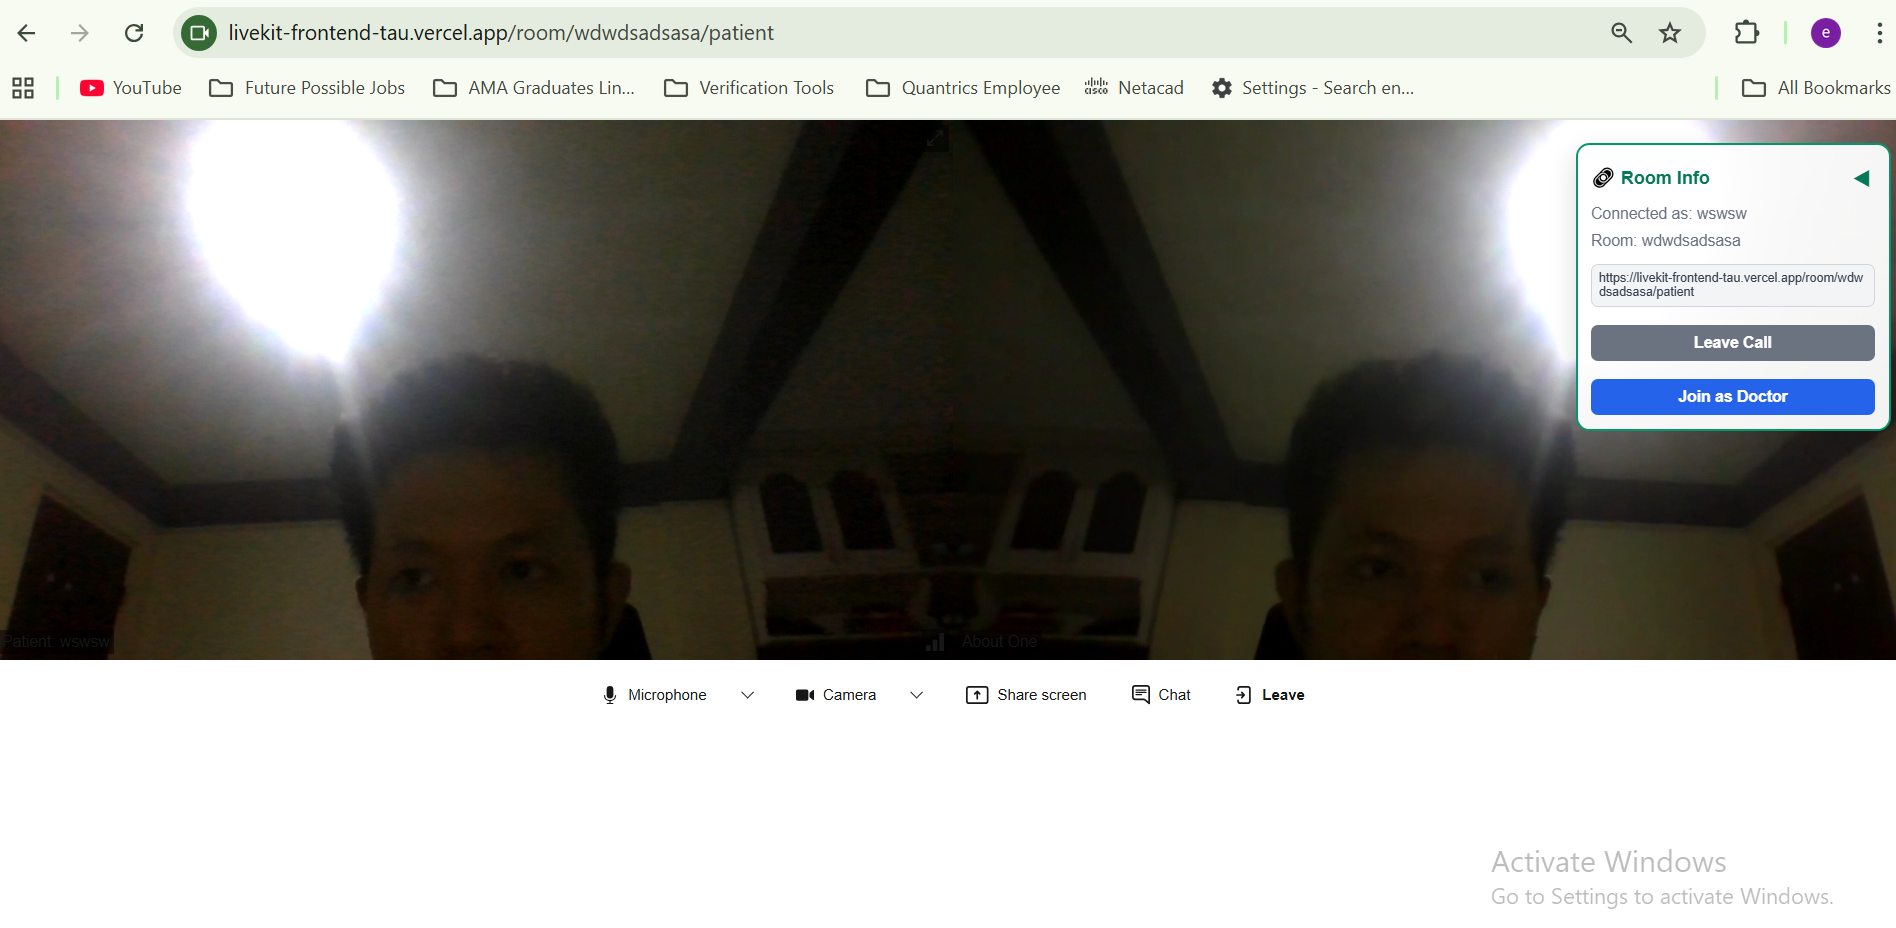 livekit-frontend-tau.vercel.app/room/wdwdsadsasa/patient
e
YouTube
Future Possible Jobs
AMA Graduates Lin...
Verification Tools
Quantrics Employee
cisco
Netacad
Settings - Search en...
All Bookmarks
Room Info
Connected as: wswsw
Room: wdwdsadsasa
https://livekit-frontend-tau.vercel.app/room/wdw
dsadsasa/patient
Leave Call
Join as Doctor
Patient: wswsw
About One
Microphone
Camera
Share screen
Chat
Leave
Activate Windows
Go to Settings to activate Windows.